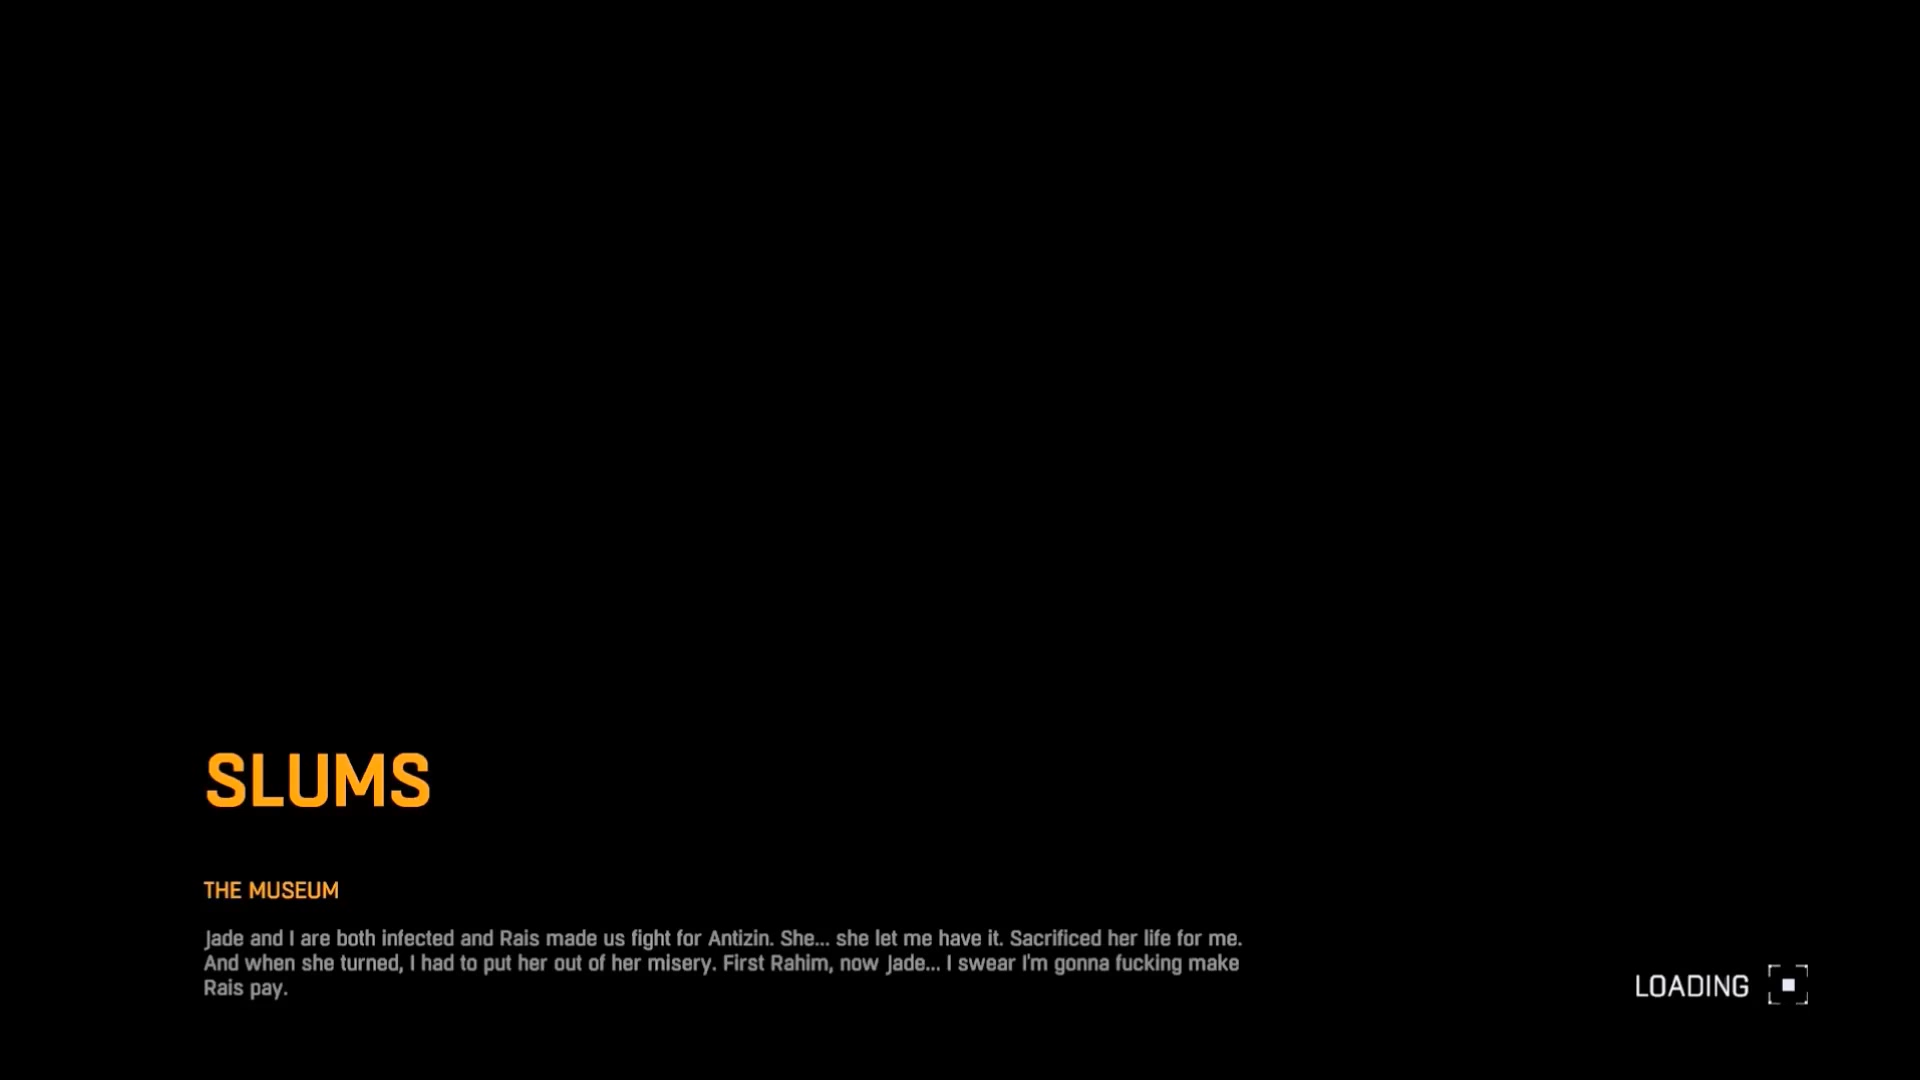 SLUMS
THE MUSEUM
Jade and I are both infected and Rais made us fight for Antizin. She... she let me have it. Sacrificed her life for me.
And when she turned, I had to put her out of her misery. First Rahim, now Jade... I swear I'm gonna fucking make
Rais pay.
LOADING